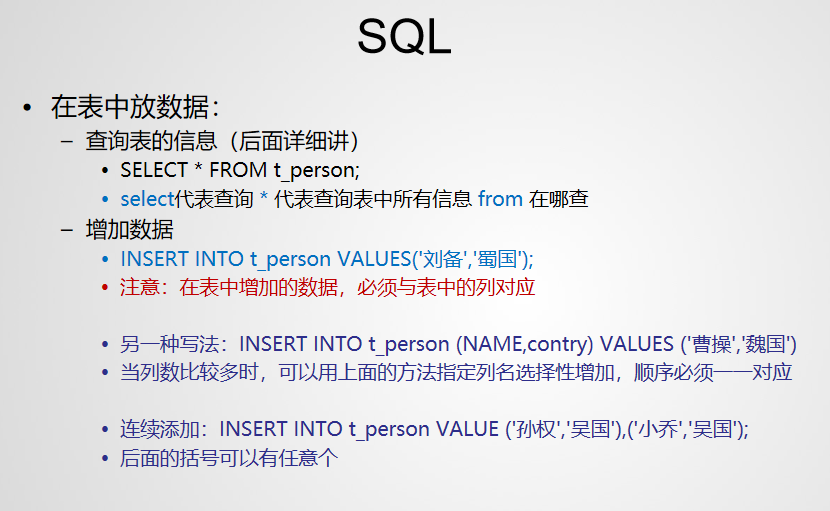 SQL
• 在表中放数据：
– 查询表的信息（后面详细讲）
• SELECT * FROM t_person;
• select代表查询 * 代表查询表中所有信息 from 在哪查
– 增加数据
• INSERT INTO t_person VALUES('刘备','蜀国');
• 注意：在表中增加的数据，必须与表中的列对应
• 另一种写法：INSERT INTO t_person (NAME,contry) VALUES ('曹操','魏国')
• 当列数比较多时，可以用上面的方法指定列名选择性增加，顺序必须一一对应
• 连续添加：INSERT INTO t_person VALUE ('孙权','吴国'),('小乔','吴国');
• 后面的括号可以有任意个